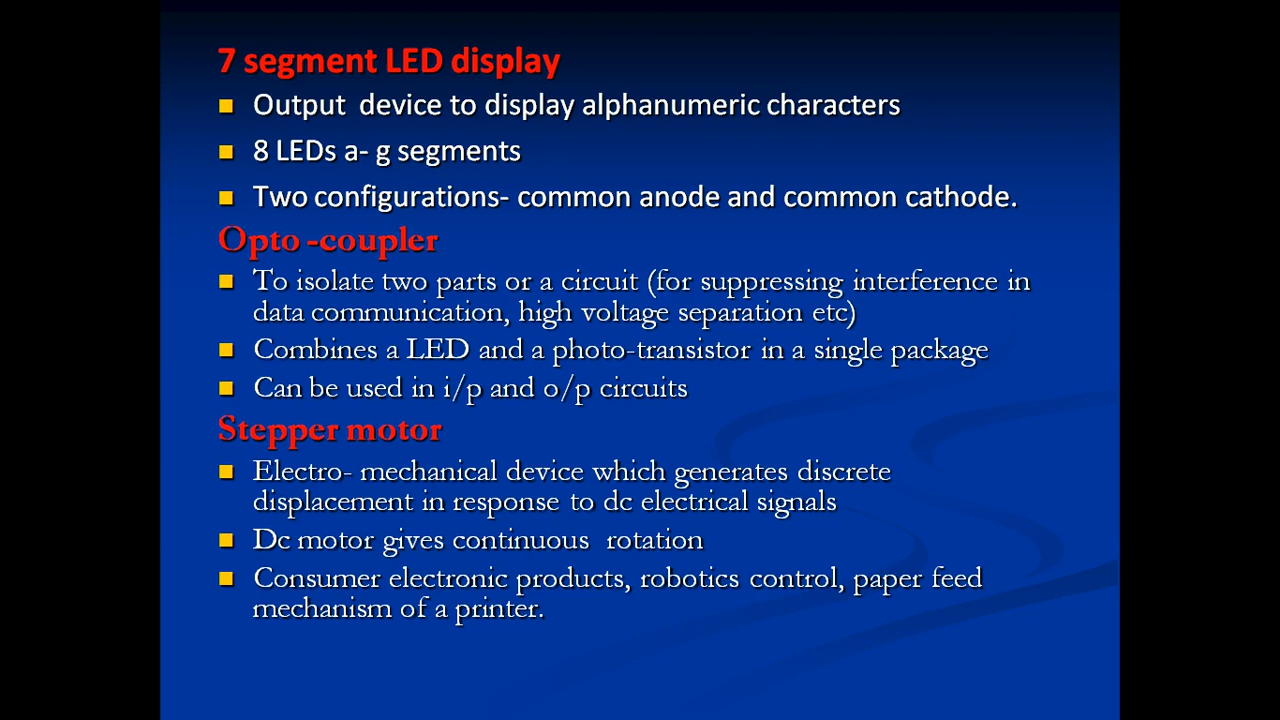 7 segment LED display
Output device to display alphanumeric characters
8 LEDs a- g segments
Two configurations- common anode and common cathode.
Opto -coupler
To isolate two parts or a circuit (for suppressing interference in
data communication, high voltage separation etc)
Combines a LED and a photo-transistor in a single package
Can be used in i/p and o/p circuits
Stepper motor
Electro- mechanical device which generates discrete
displacement in response to dc electrical signals
Dc motor gives continuous rotation
Consumer electronic products, robotics control, paper feed
mechanism of a printer.